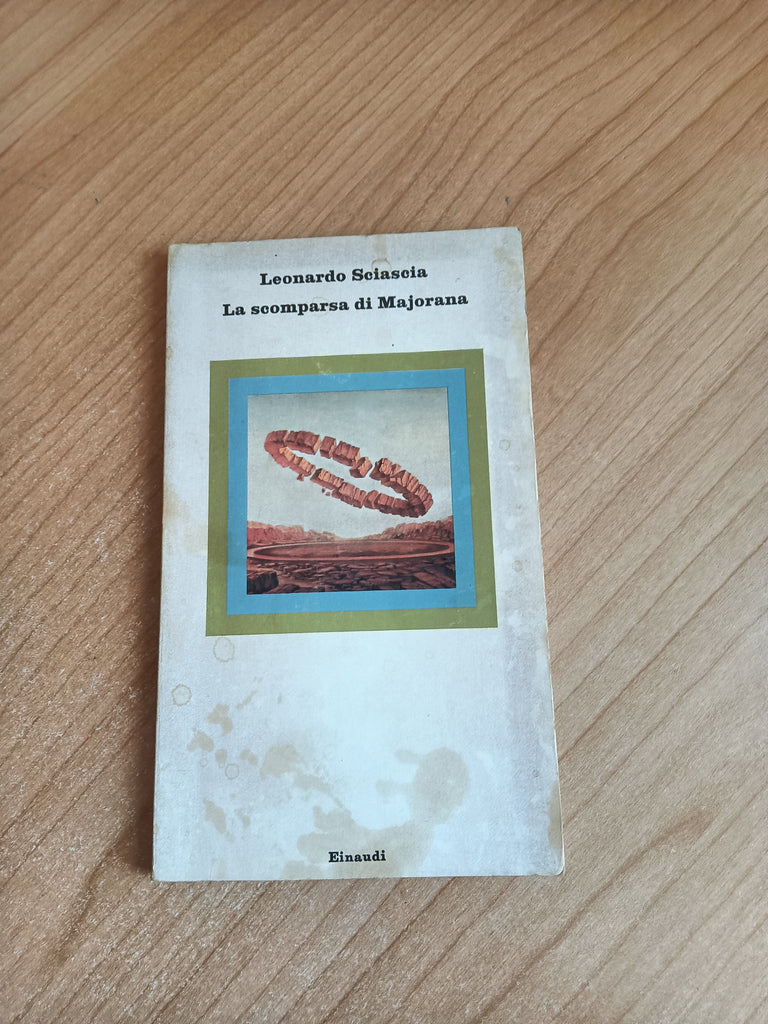 Leonardo Sciascia
La scomparsa di Majorana
Einaudi